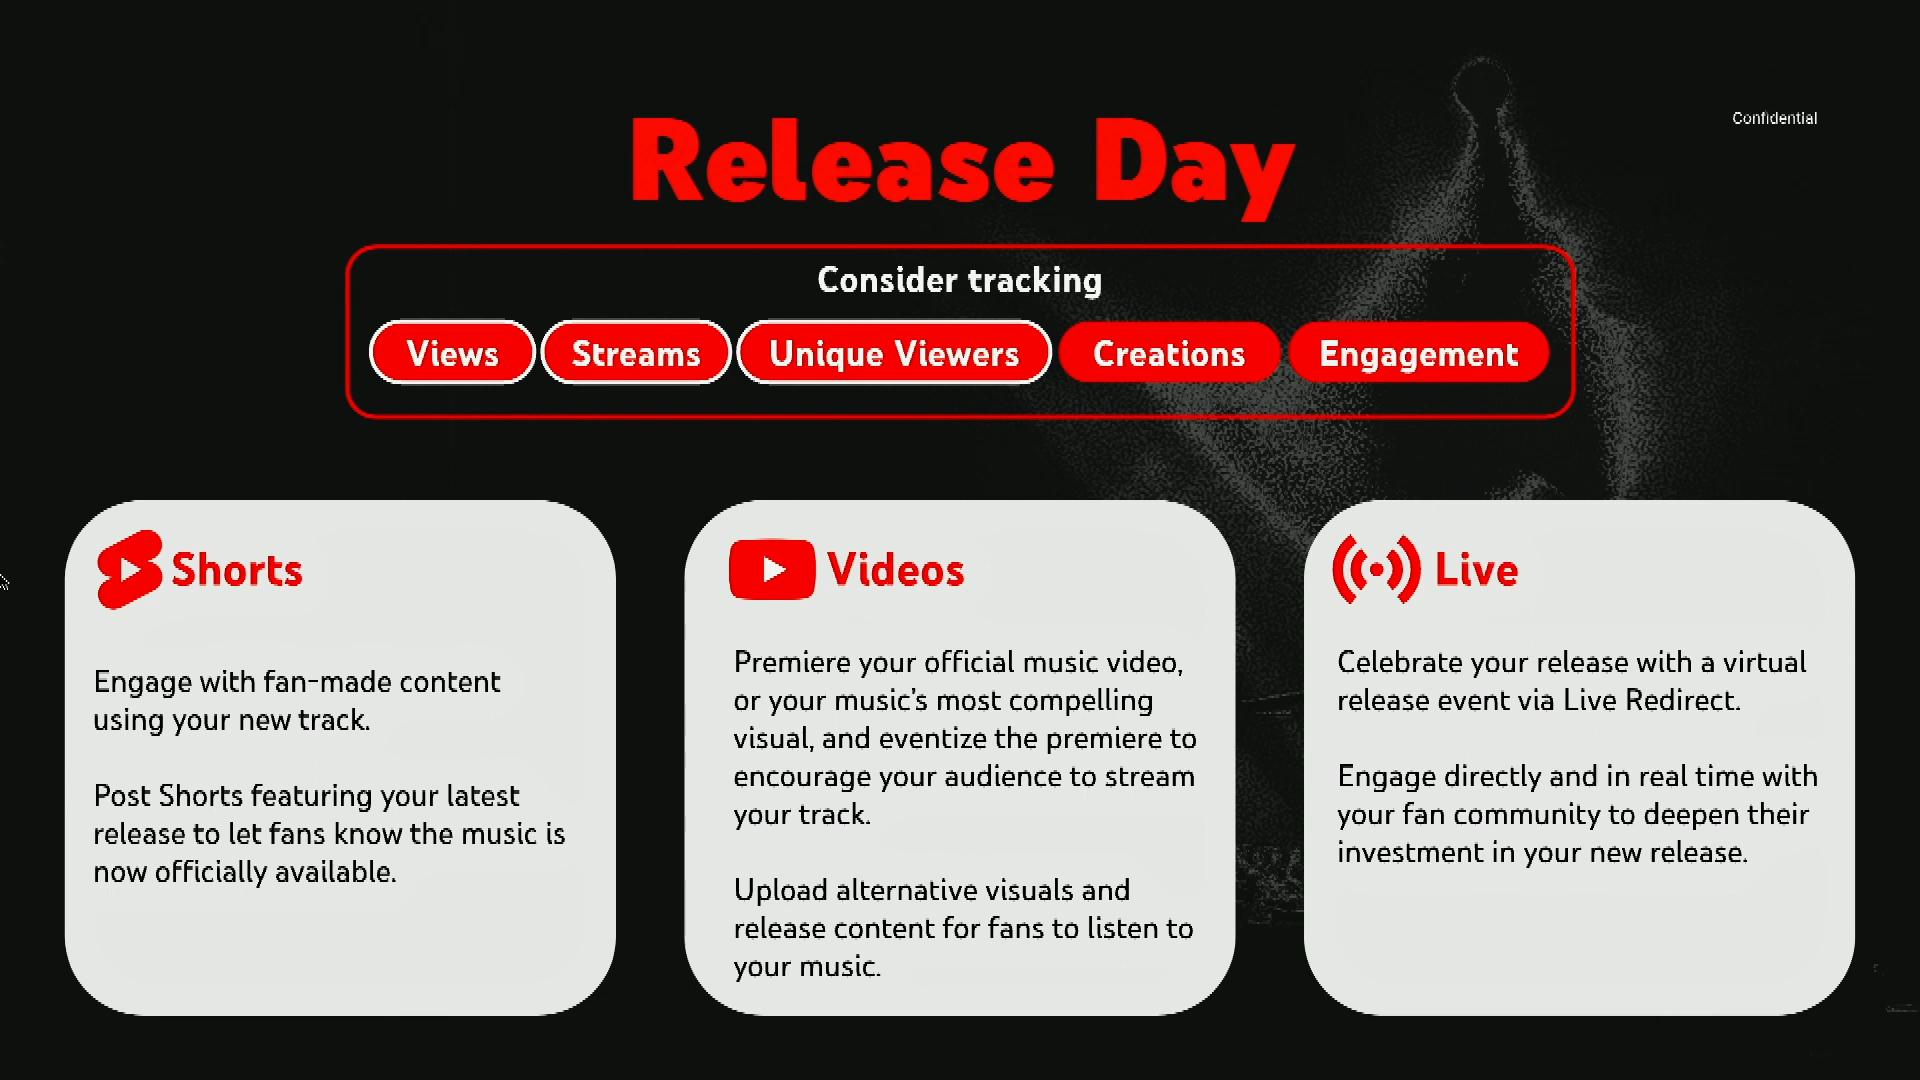 Confidential
Release Day
Consider tracking
Views Streams Unique Viewers Creations Engagement
Shorts
Engage with fan-made content
using your new track.
Post Shorts featuring your latest
release to let fans know the music is
now officially available.
Videos
Premiere your official music video,
or your music's most compelling
visual, and eventize the premiere to
encourage your audience to stream
your track.
Upload alternative visuals and
release content for fans to listen to
your music.
Live
Celebrate your release with a virtual
release event via Live Redirect.
Engage directly and in real time with
your fan community to deepen their
investment in your new release.